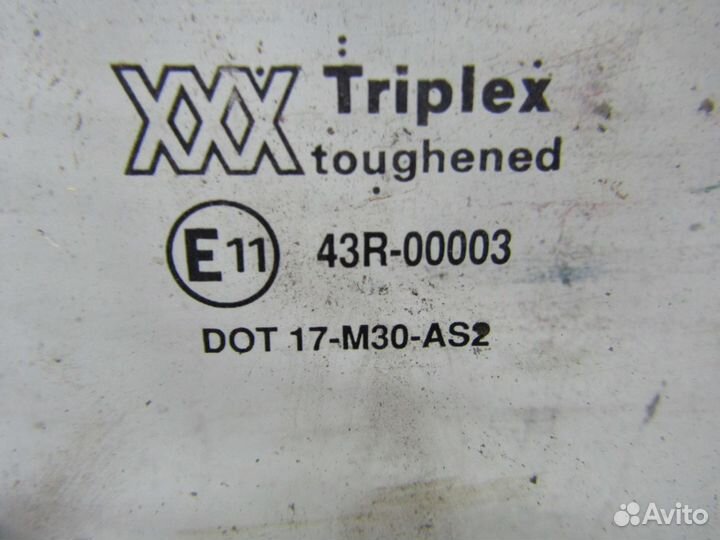 XXX Triplex
toughened
E11 43R-00003
DOT 17-M30-AS2
Avito